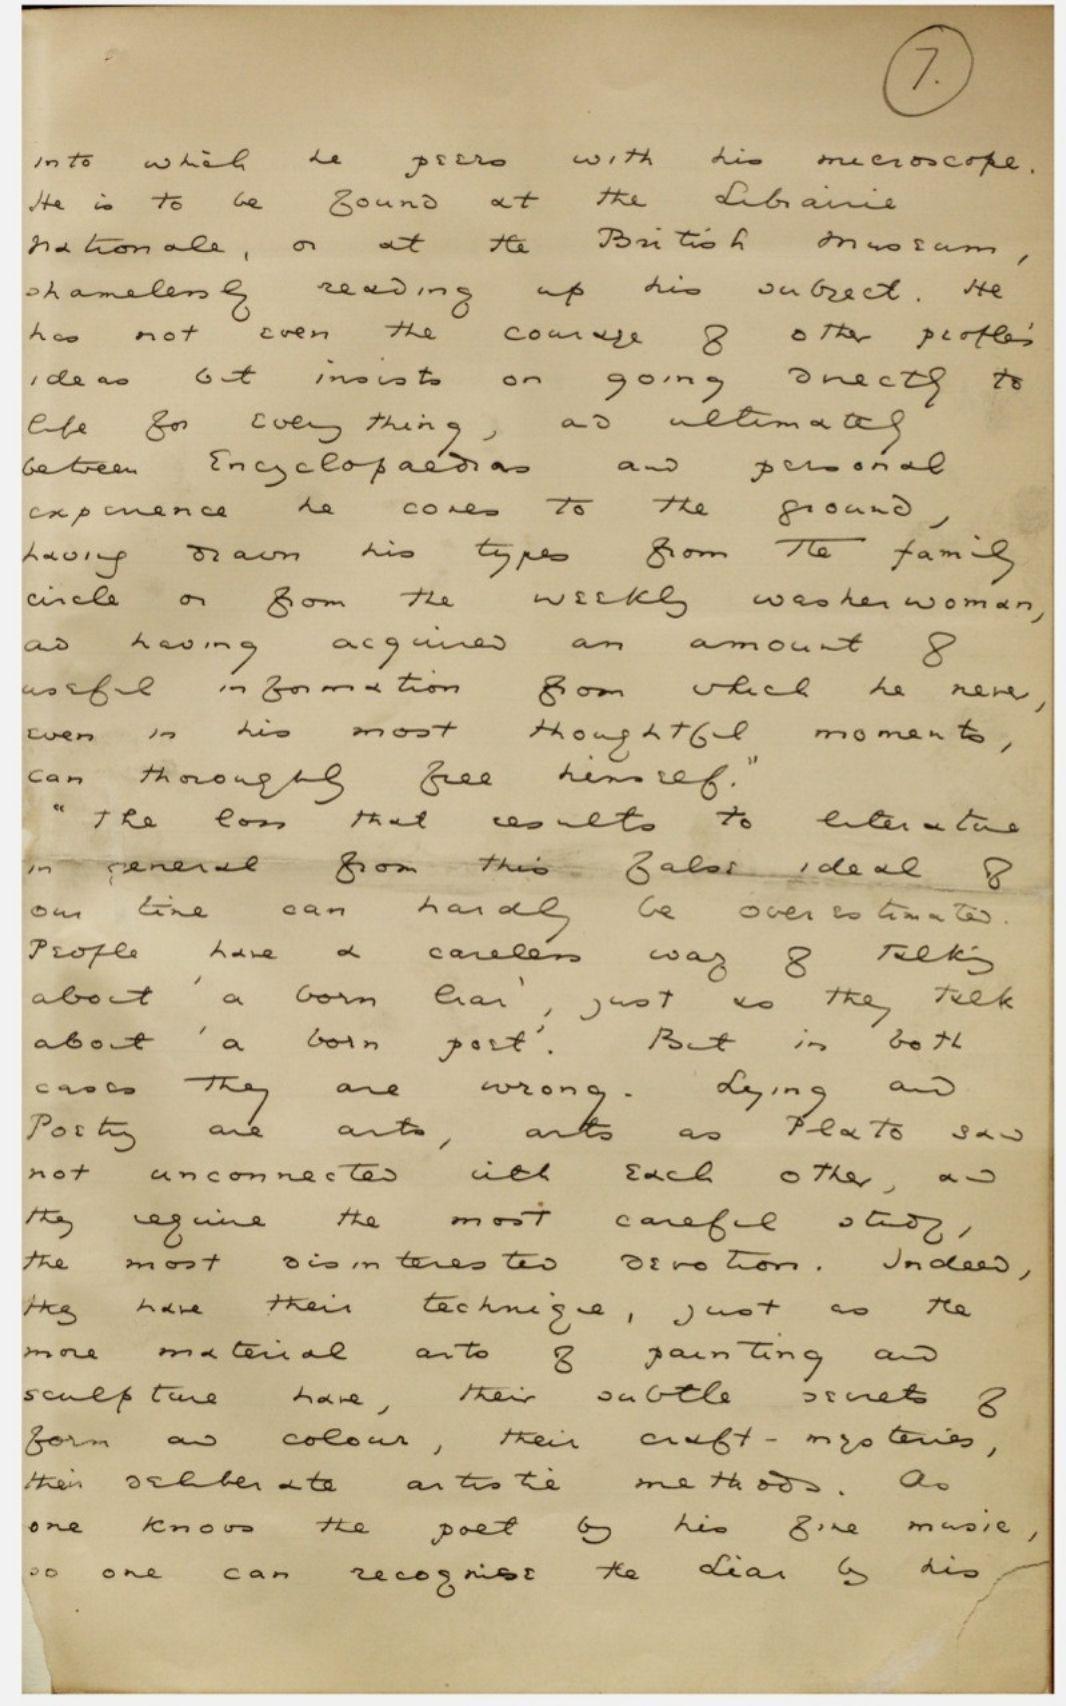 7.
into which he peers with his microscope.
He is to be found at the Librairie
Nationale, or at the British Museum,
shamelessly reading up his subject. He
has not even the courage of other people's
ideas but insists on going directly to
life for everything, and ultimately
between Encyclopaedias and personal
experience he comes to the ground,
having drawn his types from the family
circle or from the weekly washerwoman,
and having acquired an amount of
useful information from which he never,
even in his most thoughtful moments,
can thoroughly free himself."
"The loss that results to literature
in general from this false ideal of
our time can hardly be overestimated.
People have a careless way of talking
about 'a born liar', just as they talk
about 'a born poet'. But in both
cases they are wrong. Lying and
Poetry are arts, arts as Plato saw
not unconnected with each other, and
they require the most careful study,
the most disinterested devotion. Indeed,
they have their technique, just as the
more material arts of painting and
sculpture have, their subtle secrets of
form and colour, their craft-mysteries,
their deliberate artistic methods. As
one knows the poet by his fine music,
so one can recognise the Liar by his